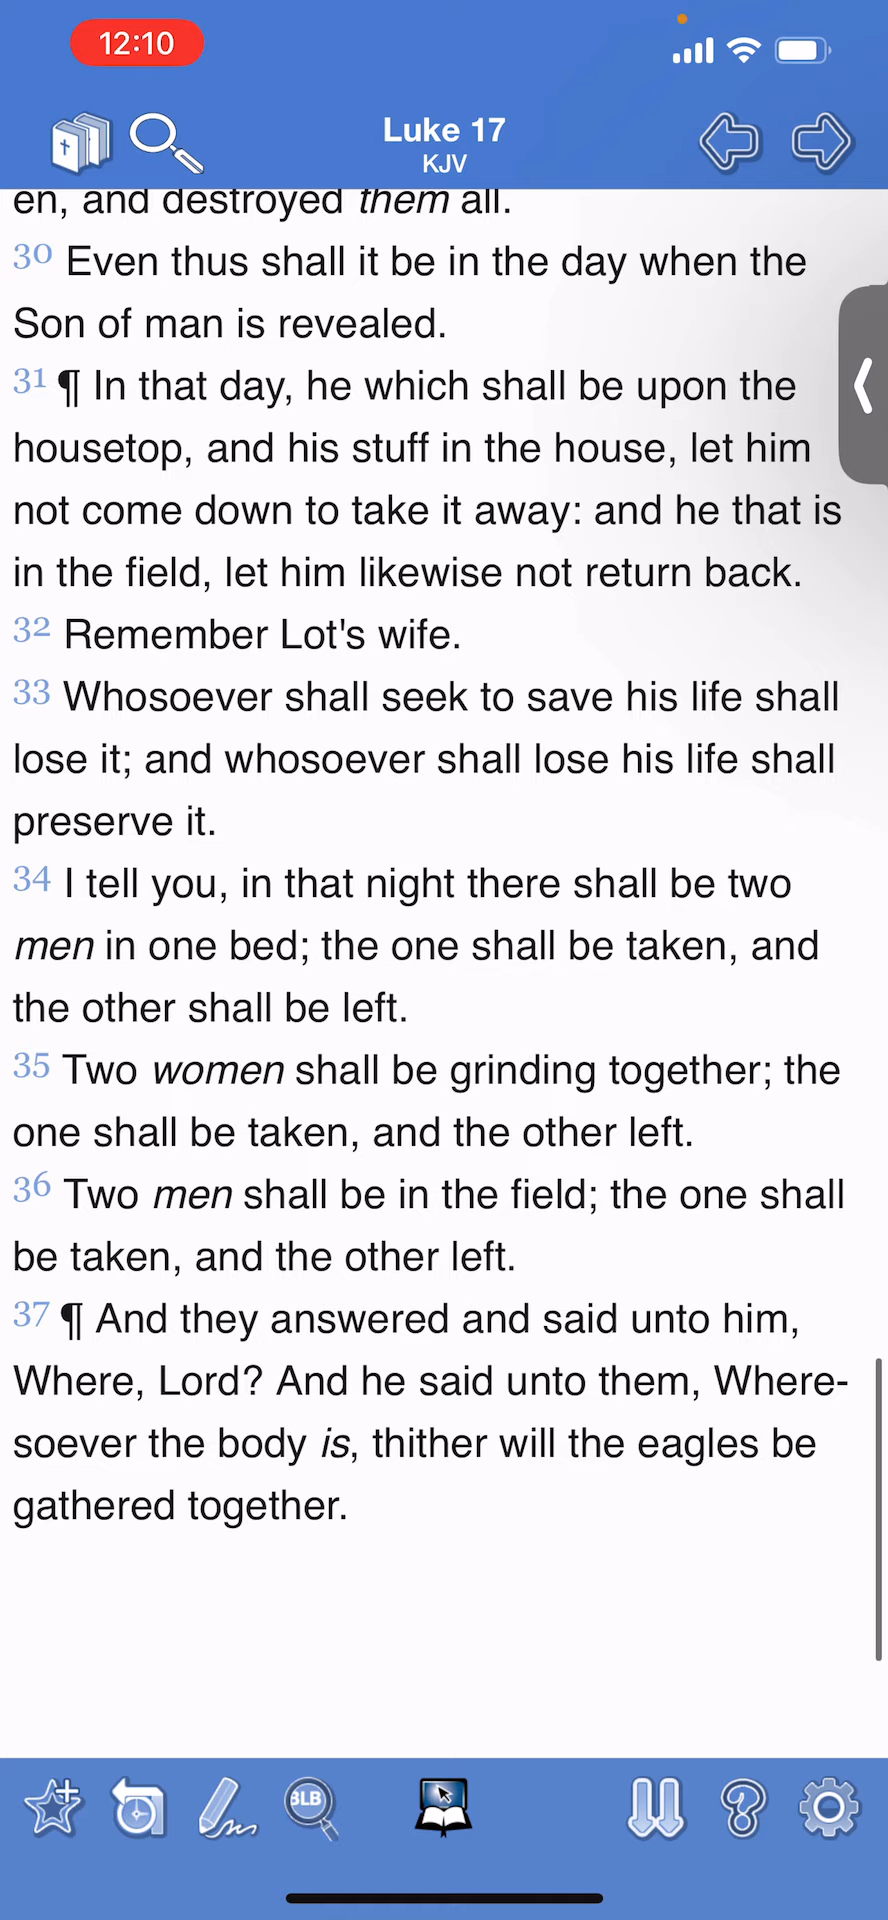 12:10
Luke 17
KJV
en, and destroyed them all.
30 Even thus shall it be in the day when the
Son of man is revealed.
31 ¶ In that day, he which shall be upon the
housetop, and his stuff in the house, let him
not come down to take it away: and he that is
in the field, let him likewise not return back.
32 Remember Lot's wife.
33 Whosoever shall seek to save his life shall
lose it; and whosoever shall lose his life shall
preserve it.
34 I tell you, in that night there shall be two
men in one bed; the one shall be taken, and
the other shall be left.
35 Two women shall be grinding together; the
one shall be taken, and the other left.
36 Two men shall be in the field; the one shall
be taken, and the other left.
37 ¶ And they answered and said unto him,
Where, Lord? And he said unto them, Where-
soever the body is, thither will the eagles be
gathered together.
BLB